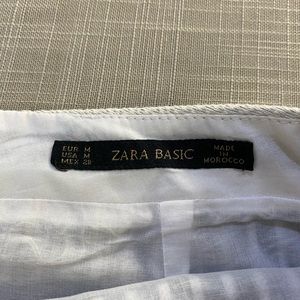 EUR M
USA M
MEX 28
ZARA BASIC
MADE
IN
MOROCCO